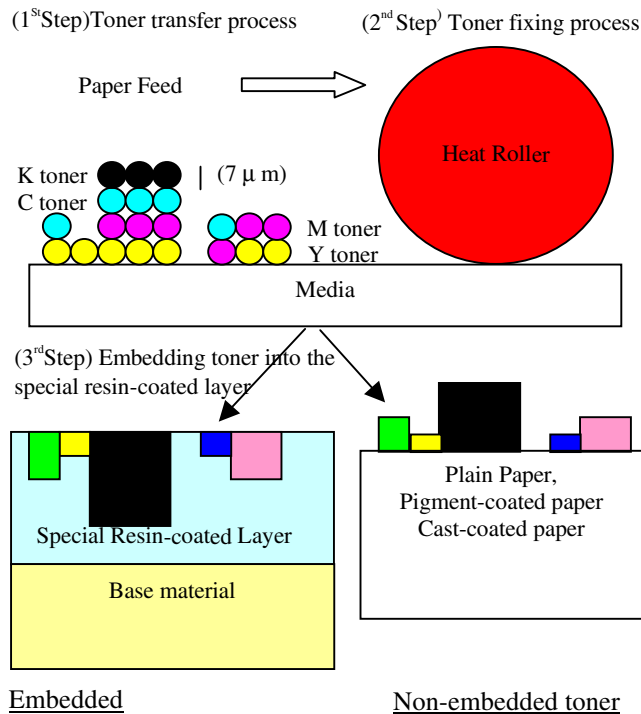 (1StStep)Toner transfer process
(2nd Step) Toner fixing process
Paper Feed
Heat Roller
K toner
(7 μ m)
C toner
M toner
Y toner
Media
(3rdStep) Embedding toner into the
special resin-coated layer
Plain Paper,
Pigment-coated paper
Cast-coated paper
Special Resin-coated Layer
Base material
Embedded
Non-embedded toner